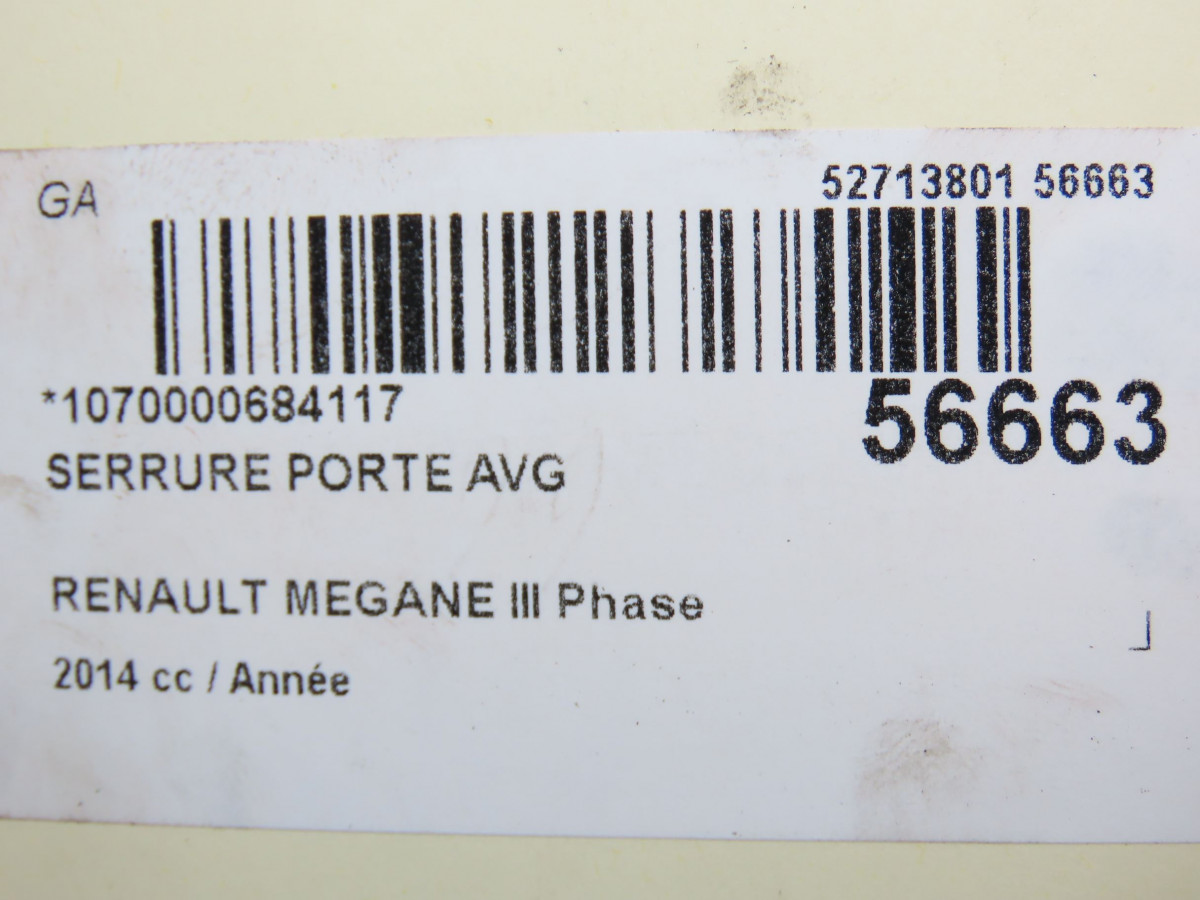 GA
52713801 56663
*1070000684117
56663
SERRURE PORTE AVG
RENAULT MEGANE III Phase
2014 cc / Année